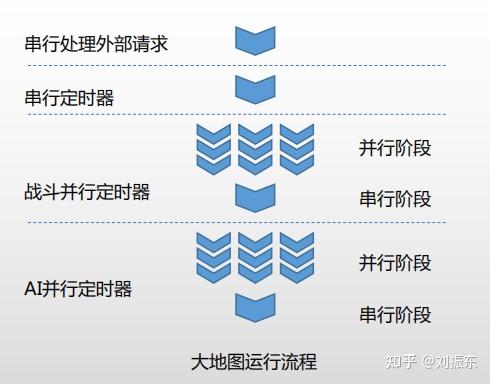 串行处理外部请求
串行定时器
并行阶段
战斗并行定时器
串行阶段
并行阶段
AI并行定时器
串行阶段
大地图运行流程
知乎 @刘振东